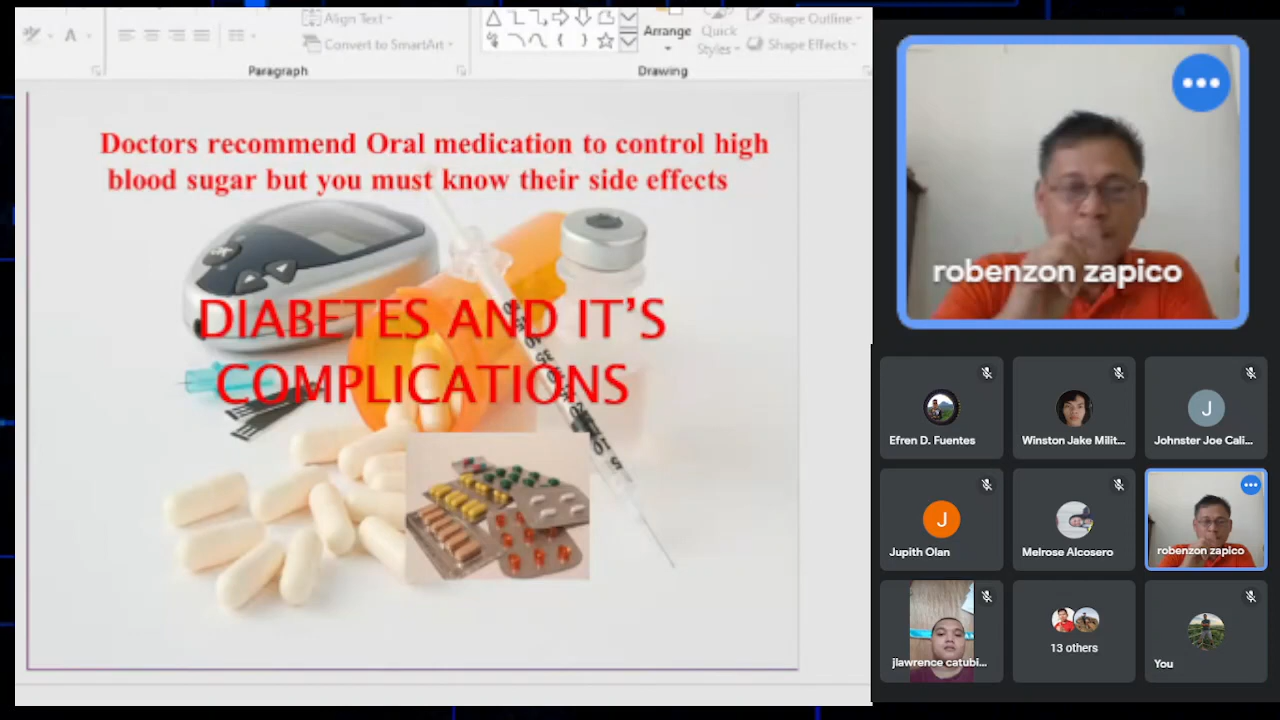 Align Text
Convert to SmartArt
Paragraph
Arrange
Quick
Styles
Shape Outline
Shape Effects
Drawing
Doctors recommend Oral medication to control high
blood sugar but you must know their side effects
DIABETES AND IT’S
COMPLICATIONS
robenzon zapico
Efren D. Fuentes
Winston Jake Milit...
Johnster Joe Cali...
J
J
Jupith Olan
Melrose Alcosero
robenzon zapico
jlawrence catubi...
13 others
You